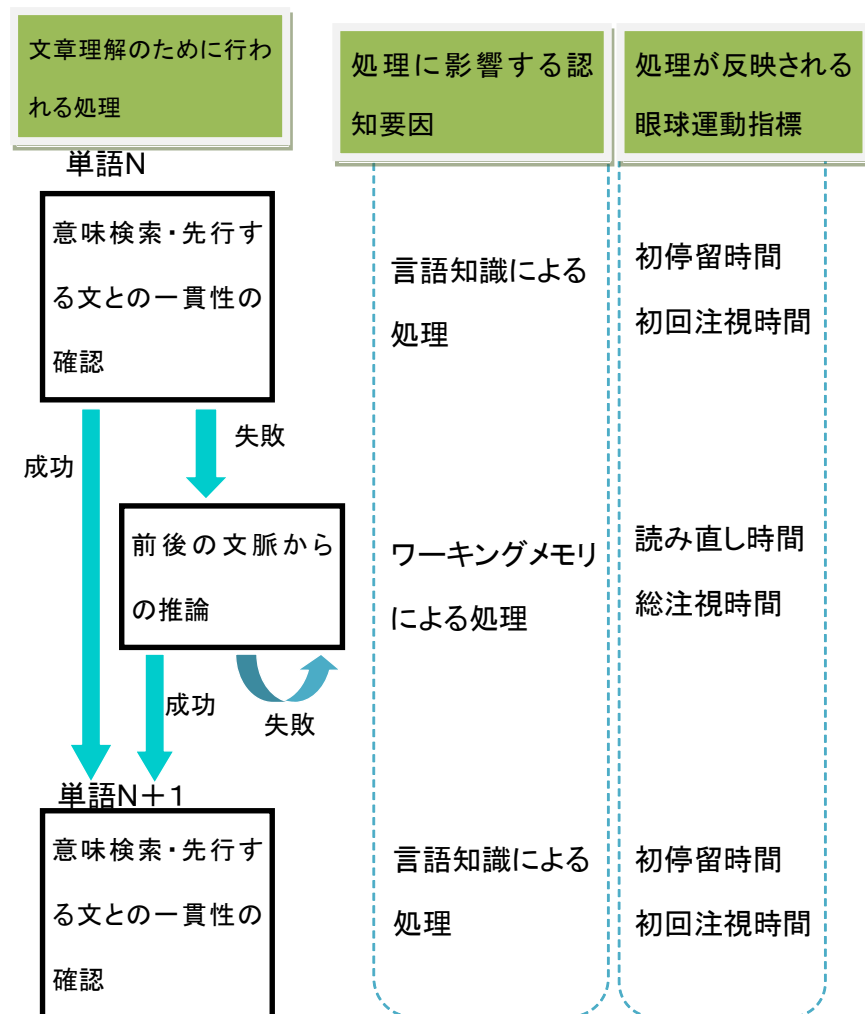 文章理解のために行わ
れる処理
処理に影響する認
知要因
処理が反映される
眼球運動指標
単語N
意味検索・先行す
る文との一貫性の
確認
言語知識による
処理
初停留時間
初回注視時間
成功
失敗
前後の文脈から
の推論
ワーキングメモリ
による処理
読み直し時間
総注視時間
成功
失敗
単語N＋1
意味検索・先行す
る文との一貫性の
確認
言語知識による
処理
初停留時間
初回注視時間